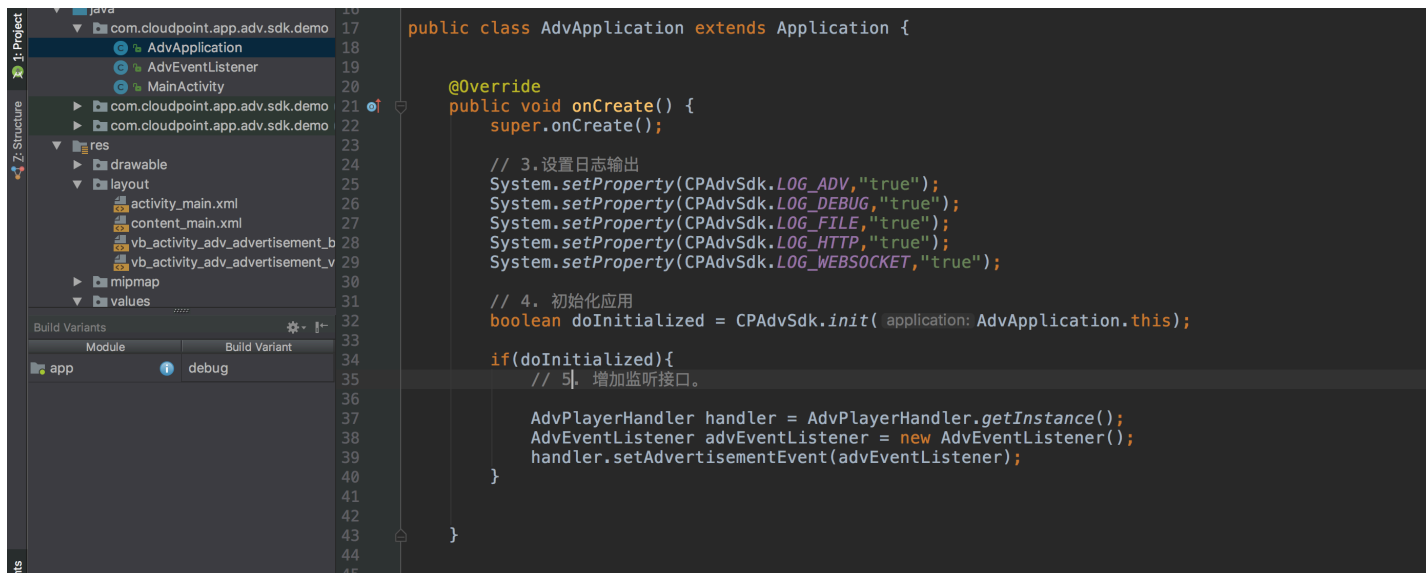 1: Project
7: Structure
java
com.cloudpoint.app.adv.sdk.demo
AdvApplication
AdvEventListener
MainActivity
com.cloudpoint.app.adv.sdk.demo
com.cloudpoint.app.adv.sdk.demo
res
drawable
layout
activity_main.xml
content_main.xml
vb_activity_adv_advertisement_b
vb_activity_adv_advertisement_v
mipmap
values
Build Variants
Module Build Variant
app debug
16
17 public class AdvApplication extends Application {
18
19
20 @Override
21 public void onCreate() {
22 super.onCreate();
23
24 // 3.设置日志输出
25 System.setProperty(CPAdvSdk.LOG_ADV,"true");
26 System.setProperty(CPAdvSdk.LOG_DEBUG,"true");
27 System.setProperty(CPAdvSdk.LOG_FILE,"true");
28 System.setProperty(CPAdvSdk.LOG_HTTP,"true");
29 System.setProperty(CPAdvSdk.LOG_WEBSOCKET,"true");
30
31 // 4. 初始化应用
32 boolean doInitialized = CPAdvSdk.init( application: AdvApplication.this);
33
34 if(doInitialized){
35 // 5. 增加监听接口。
36
37 AdvPlayerHandler handler = AdvPlayerHandler.getInstance();
38 AdvEventListener advEventListener = new AdvEventListener();
39 handler.setAdvertisementEvent(advEventListener);
40 }
41
42
43 }
44